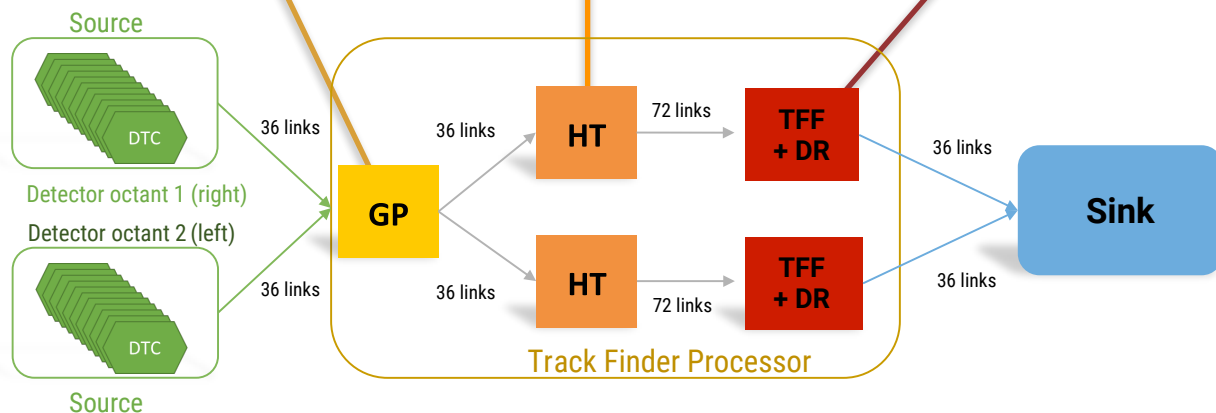 Source
DTC
36 links
Detector octant 1 (right)
Detector octant 2 (left)
DTC
36 links
Source
GP
36 links
36 links
HT
HT
72 links
72 links
TFF
+ DR
TFF
+ DR
Track Finder Processor
36 links
36 links
Sink